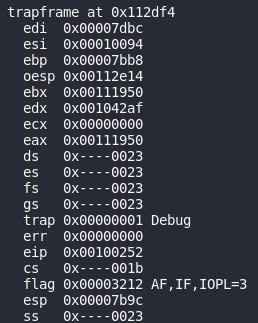 trapframe at 0x112df4
  edi  0x00007dbc
  esi  0x00010094
  ebp  0x00007bb8
  oesp 0x00112e14
  ebx  0x00111950
  edx  0x001042af
  ecx  0x00000000
  eax  0x00111950
  ds   0x----0023
  es   0x----0023
  fs   0x----0023
  gs   0x----0023
  trap 0x00000001 Debug
  err  0x00000000
  eip  0x00100252
  cs   0x----001b
  flag 0x00003212 AF,IF,IOPL=3
  esp  0x00007b9c
  ss   0x----0023